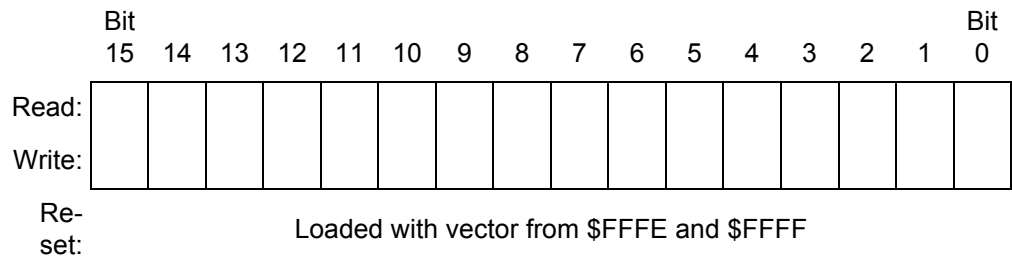 Bit Bit
15 14 13 12 11 10 9 8 7 6 5 4 3 2 1 0
Read:
Write:
Re-
set:
Loaded with vector from $FFFE and $FFFF